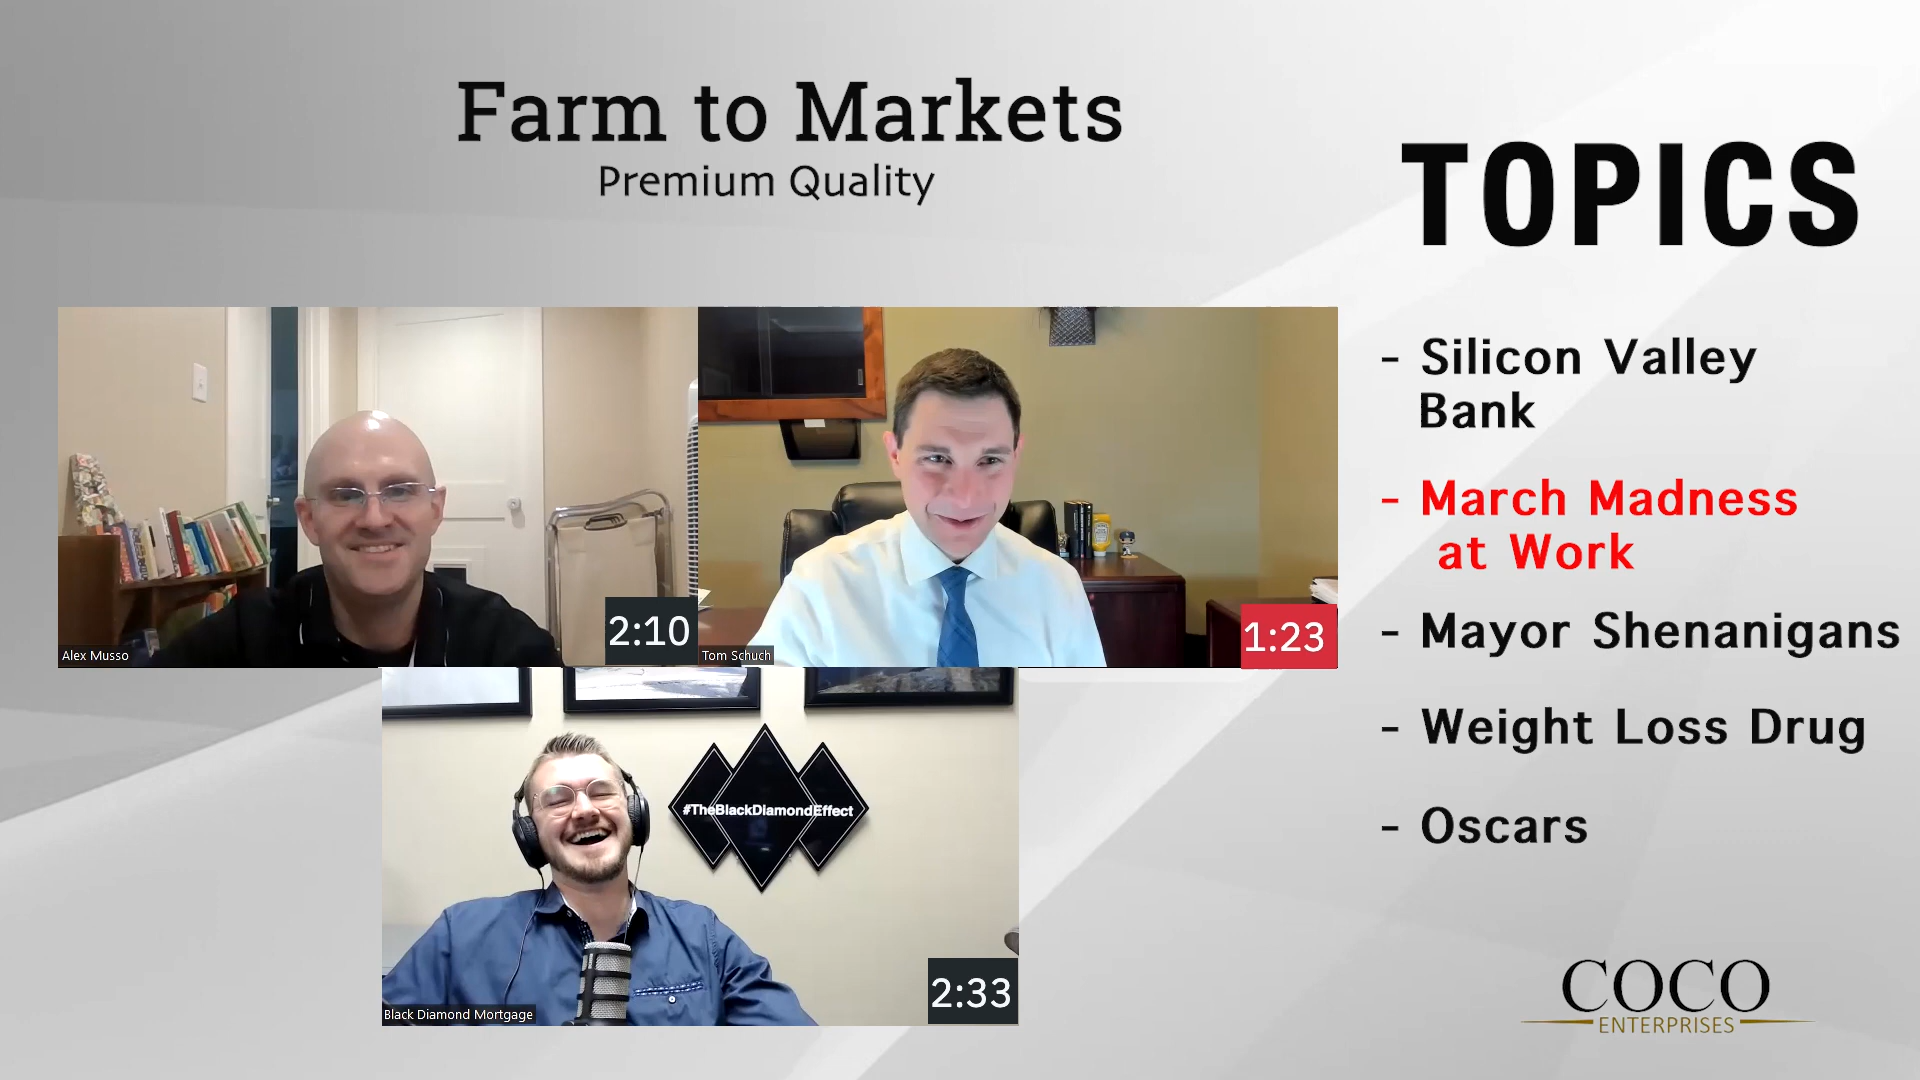 Farm to Markets
Premium Quality
TOPICS
- Silicon Valley
Bank
- March Madness
at Work
- Mayor Shenanigans
- Weight Loss Drug
- Oscars
Alex Musso
2:10
Tom Schuch
1:23
#TheBlackDiamondEffect
Black Diamond Mortgage
2:33
COCO
ENTERPRISES